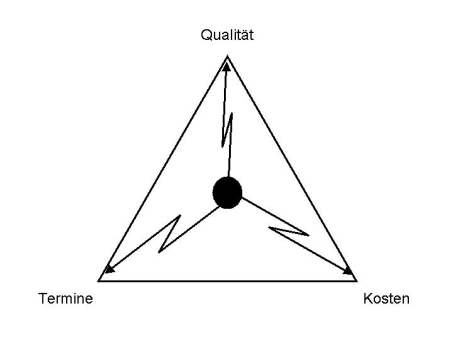 Qualität
Termine
Kosten